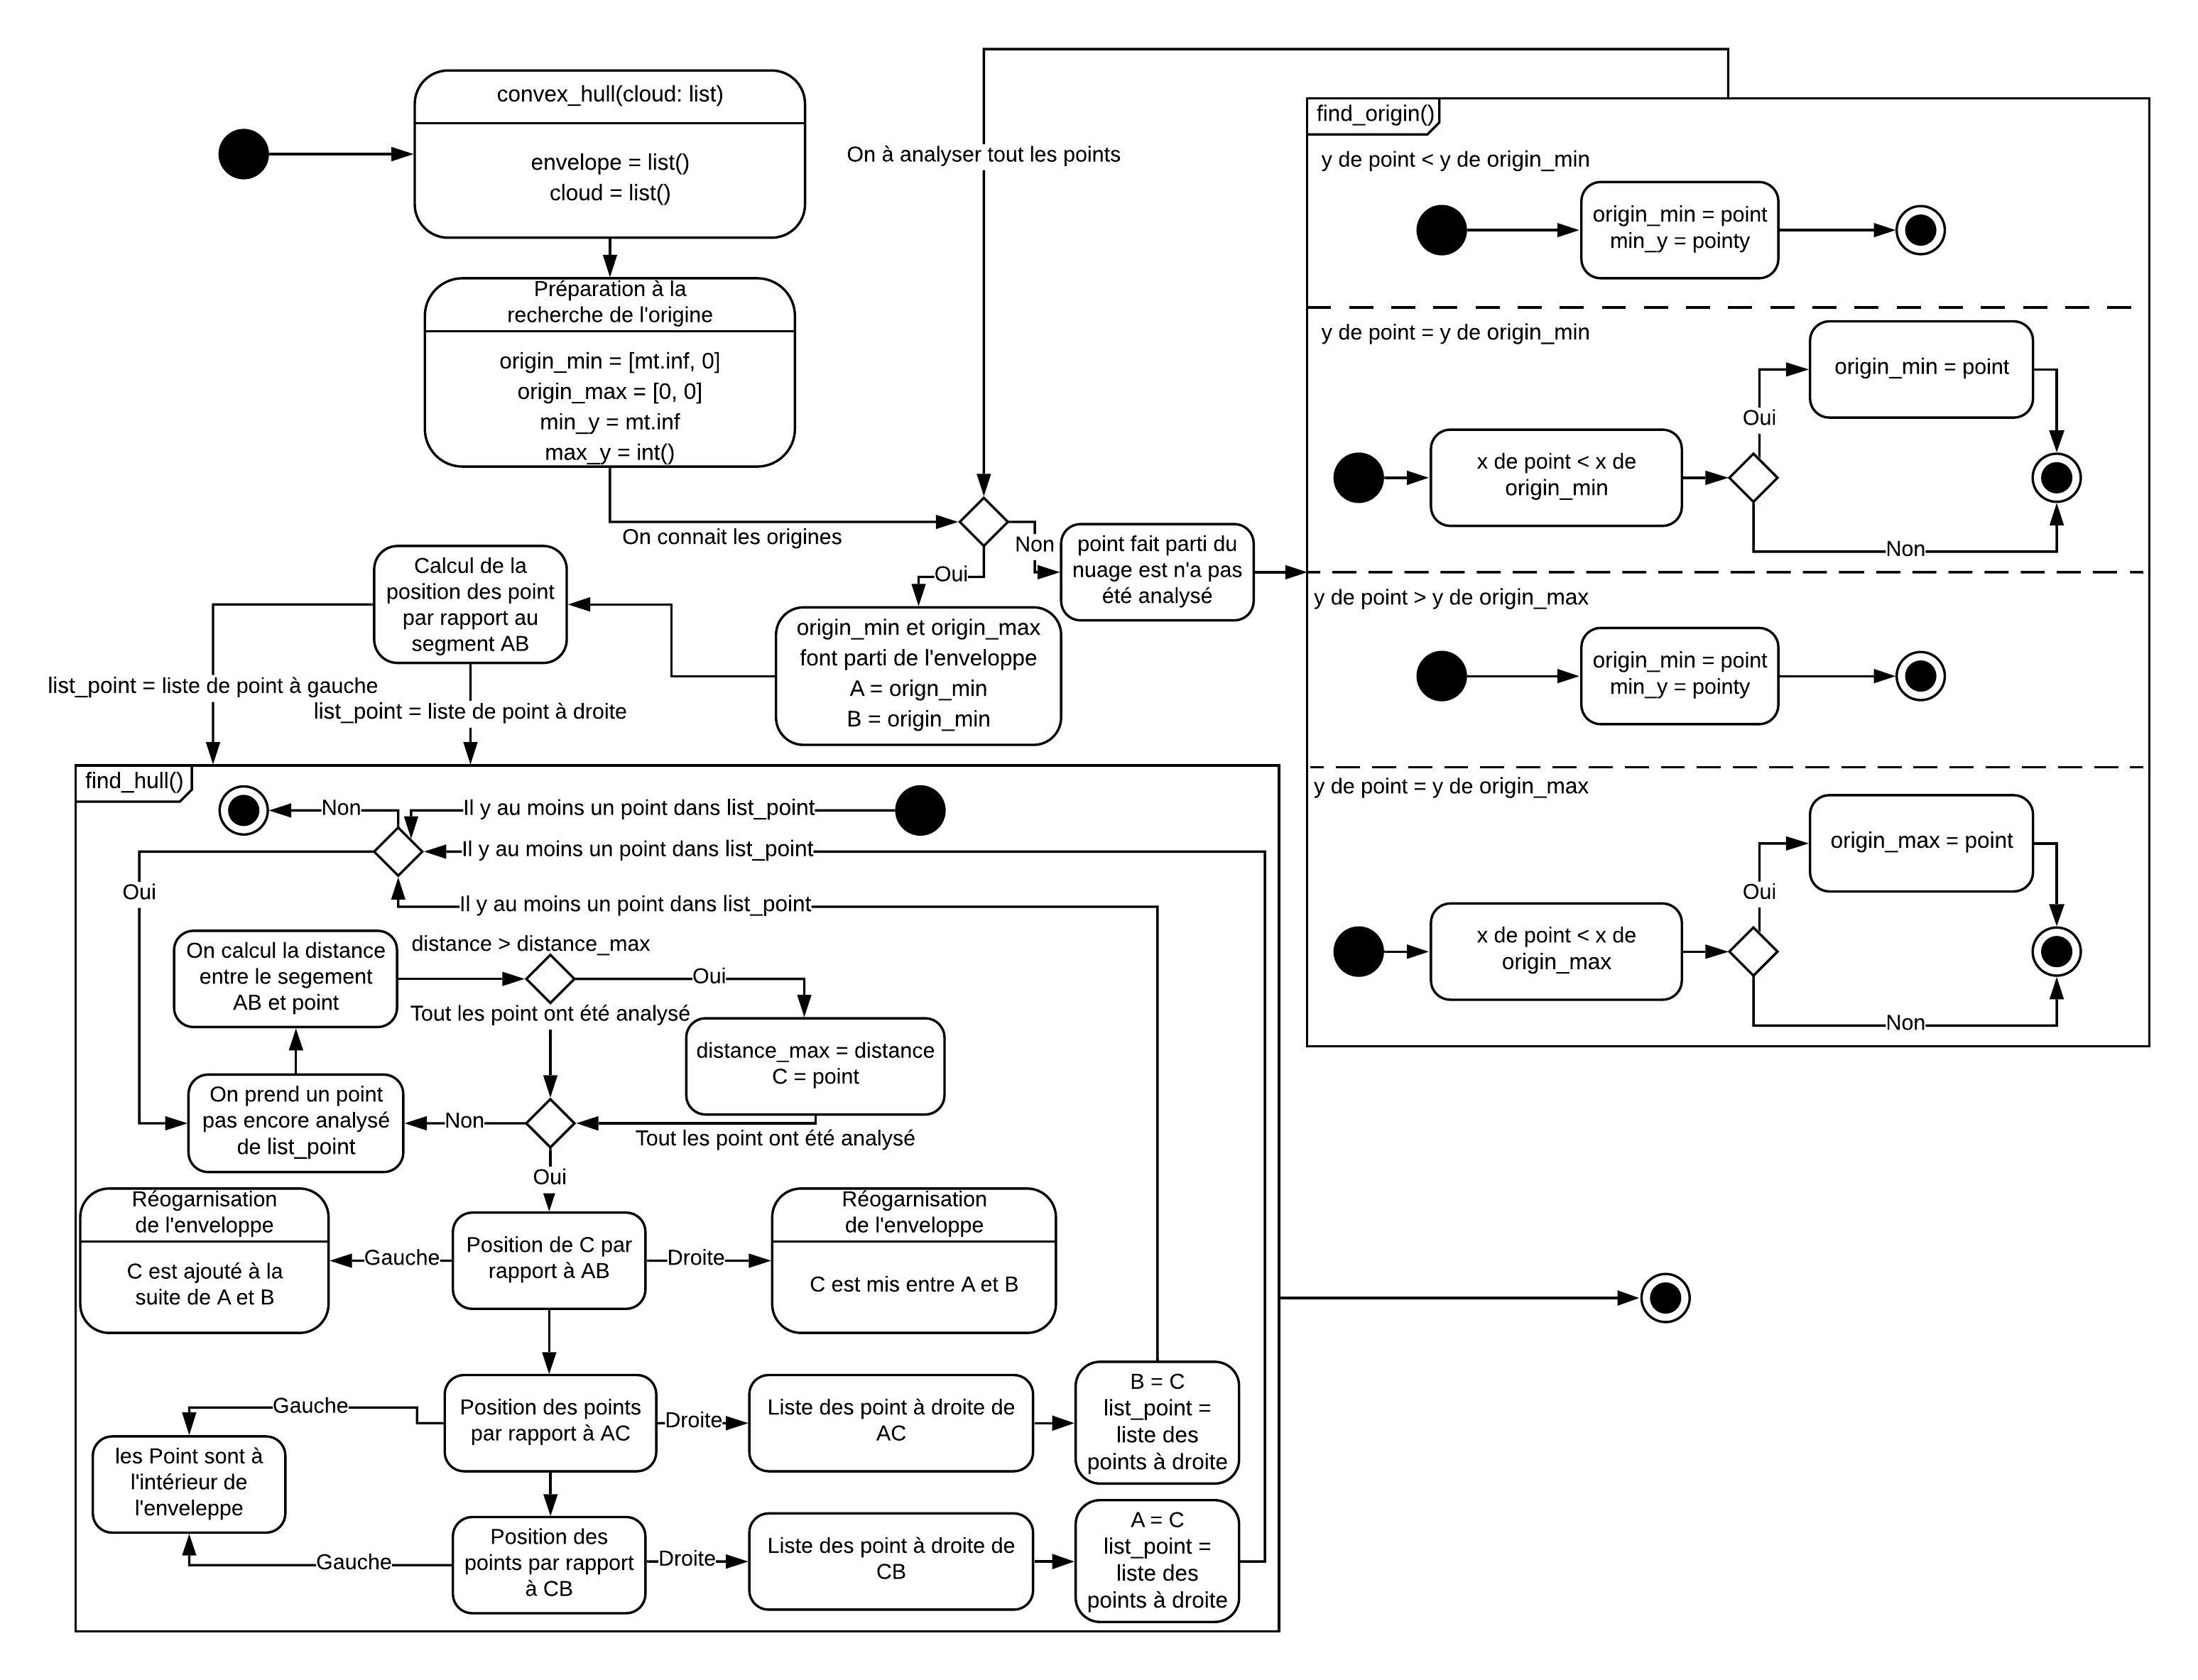 convex_hull(cloud: list)
envelope = list()
cloud = list()
Préparation à la
recherche de l'origine
origin_min = [mt.inf, 0]
origin_max = [0, 0]
min_y = mt.inf
max_y = int()
On connait les origines
On à analyser tout les points
Non
Oui
point fait parti du
nuage est n'a pas
été analysé
origin_min et origin_max
font parti de l'enveloppe
A = orign_min
B = origin_min
Calcul de la
position des point
par rapport au
segment AB
list_point = liste de point à gauche
list_point = liste de point à droite
find_origin()
y de point < y de origin_min
origin_min = point
min_y = pointy
y de point = y de origin_min
origin_min = point
Oui
x de point < x de
origin_min
Non
y de point > y de origin_max
origin_min = point
min_y = pointy
y de point = y de origin_max
origin_max = point
Oui
x de point < x de
origin_max
Non
find_hull()
Non
Il y au moins un point dans list_point
Il y au moins un point dans list_point
Oui
Il y au moins un point dans list_point
On calcul la distance
entre le segement
AB et point
distance > distance_max
Oui
Tout les point ont été analysé
distance_max = distance
C = point
On prend un point
pas encore analysé
de list_point
Non
Tout les point ont été analysé
Oui
Réogarnisation
de l'enveloppe
C est ajouté à la
suite de A et B
Gauche
Position de C par
rapport à AB
Droite
Réogarnisation
de l'enveloppe
C est mis entre A et B
Gauche
Position des points
par rapport à AC
Droite
Liste des point à droite de
AC
B = C
list_point =
liste des
points à droite
les Point sont à
l'intérieur de
l'enveleppe
Gauche
Position des
points par rapport
à CB
Droite
Liste des point à droite de
CB
A = C
list_point =
liste des
points à droite